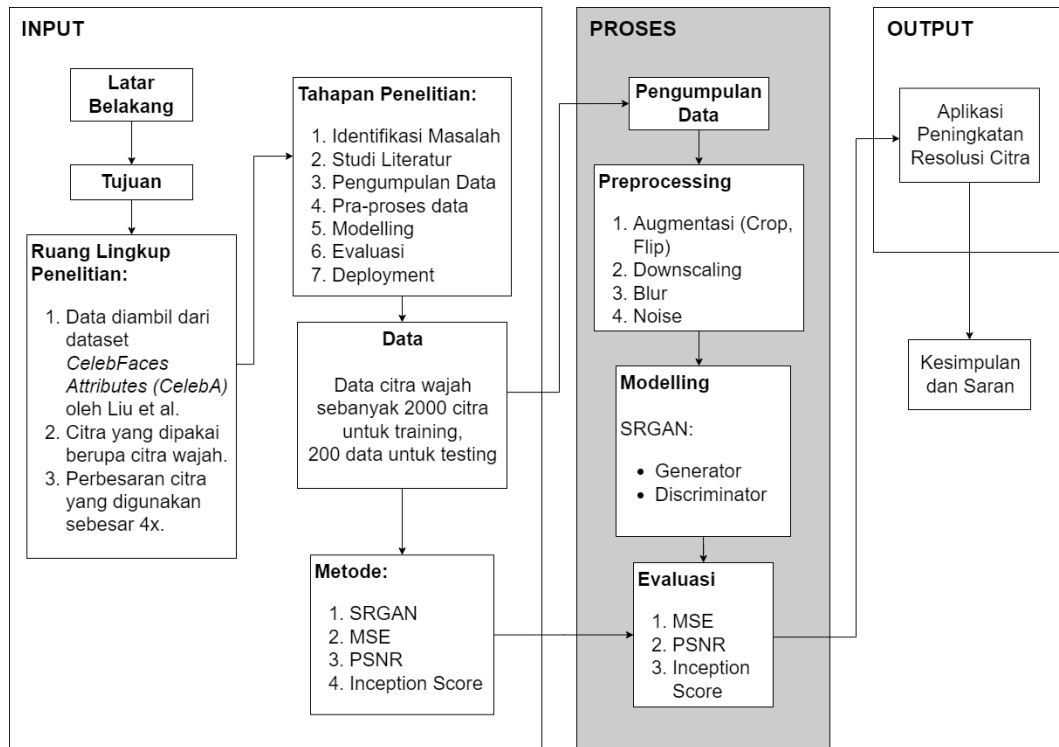 INPUT
Latar
Belakang
Tujuan
Ruang Lingkup
Penelitian:
1. Data diambil dari
dataset
CelebFaces
Attributes (CelebA)
oleh Liu et al.
2. Citra yang dipakai
berupa citra wajah.
3. Perbesaran citra
yang digunakan
sebesar 4x.
Tahapan Penelitian:
1. Identifikasi Masalah
2. Studi Literatur
3. Pengumpulan Data
4. Pra-proses data
5. Modelling
6. Evaluasi
7. Deployment
Data
Data citra wajah
sebanyak 2000 citra
untuk training,
200 data untuk testing
Metode:
1. SRGAN
2. MSE
3. PSNR
4. Inception Score
PROSES
Pengumpulan
Data
Preprocessing
1. Augmentasi (Crop,
Flip)
2. Downscaling
3. Blur
4. Noise
Modelling
SRGAN:
• Generator
• Discriminator
Evaluasi
1. MSE
2. PSNR
3. Inception
Score
OUTPUT
Aplikasi
Peningkatan
Resolusi Citra
Kesimpulan
dan Saran